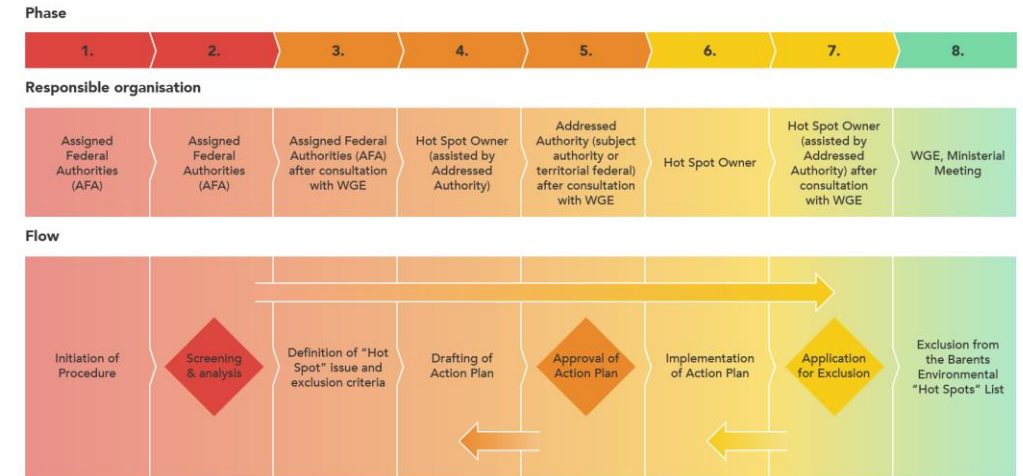 Phase
1.
2.
3.
4.
5.
6.
7.
8.
Responsible organisation
Assigned
Federal
Authorities
(AFA)
Assigned
Federal
Authorities
(AFA)
Assigned Federal
Authorities (AFA)
after consultation
with WGE
Hot Spot Owner
(assisted by
Addressed
Authority)
Addressed
Authority (subject
authority or
territorial federal)
after consultation
with WGE
Hot Spot Owner
Hot Spot Owner
(assisted by
Addressed
Authority) after
consultation
with WGE
WGE, Ministerial
Meeting
Flow
Initiation of
Procedure
Screening
& analysis
Definition of "Hot
Spot" issue and
exclusion criteria
Drafting of
Action Plan
Approval of
Action Plan
Implementation
of Action Plan
Application
for Exclusion
Exclusion from
the Barents
Environmental
"Hot Spots" List